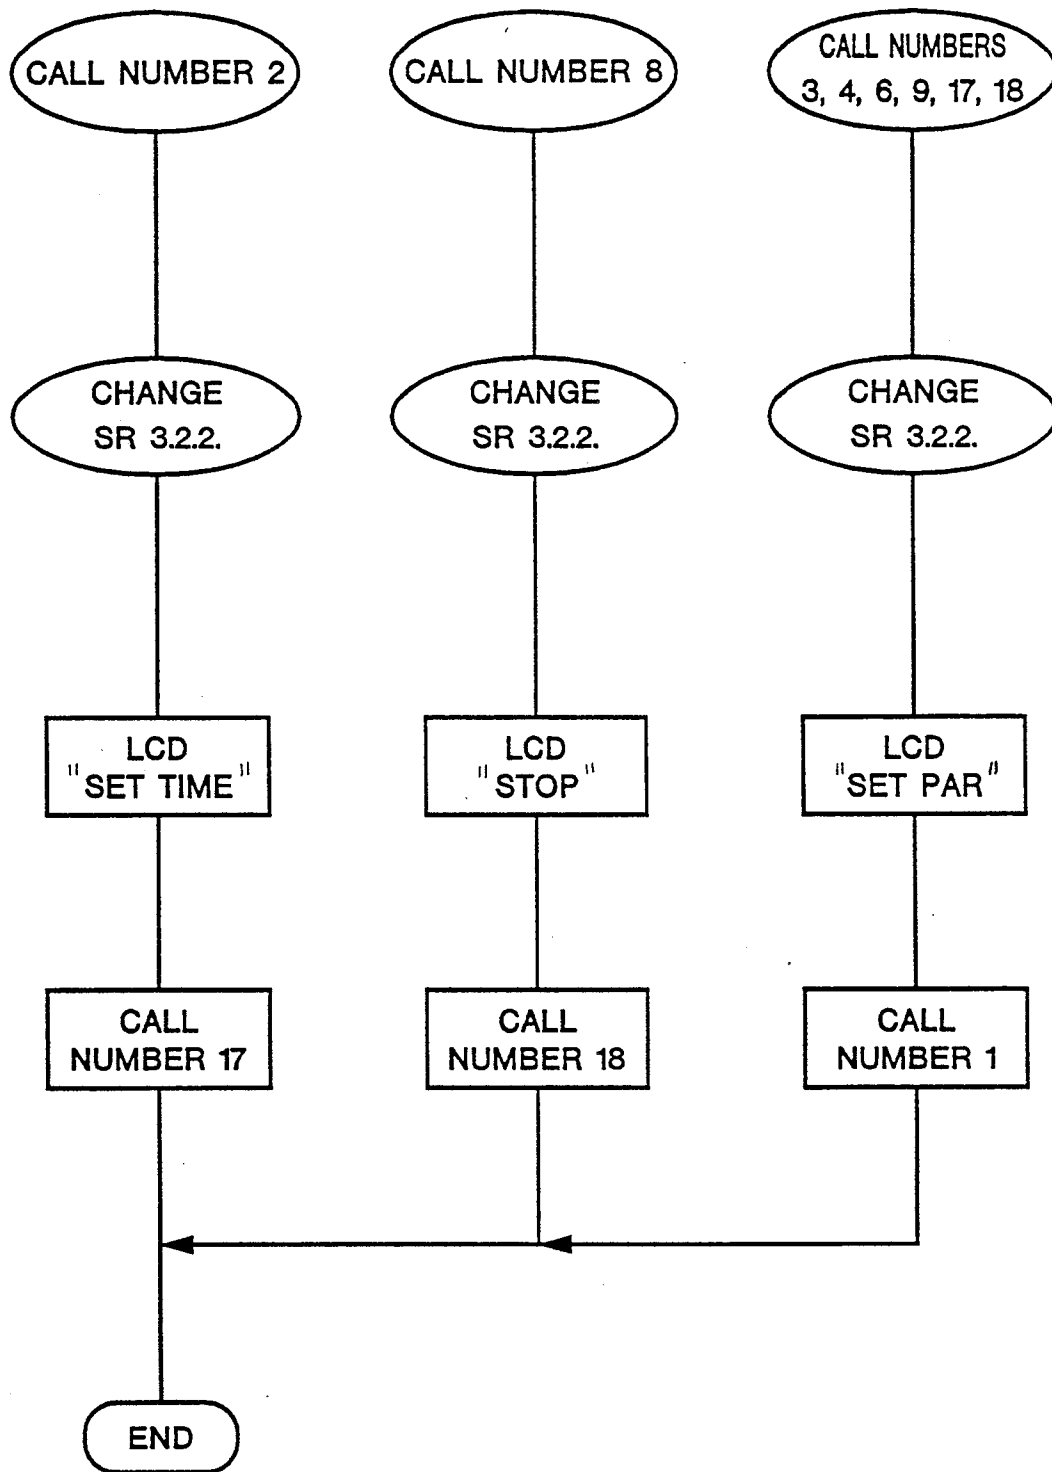 CALL NUMBER 2
CALL NUMBER 8
CALL NUMBERS
3, 4, 6, 9, 17, 18
CHANGE
SR 3.2.2.
CHANGE
SR 3.2.2.
CHANGE
SR 3.2.2.
LCD
"SET TIME"
LCD
"STOP"
LCD
"SET PAR"
CALL
NUMBER 17
CALL
NUMBER 18
CALL
NUMBER 1
END